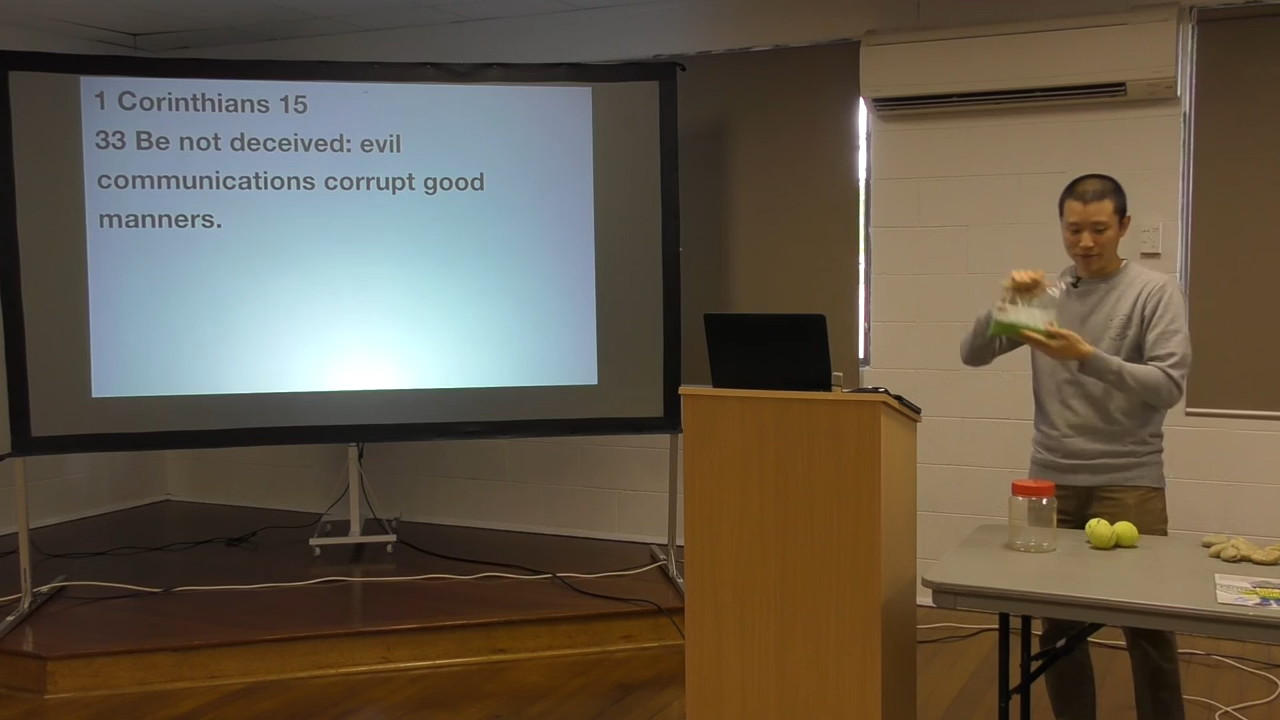 1 Corinthians 15
33 Be not deceived: evil
communications corrupt good
manners.